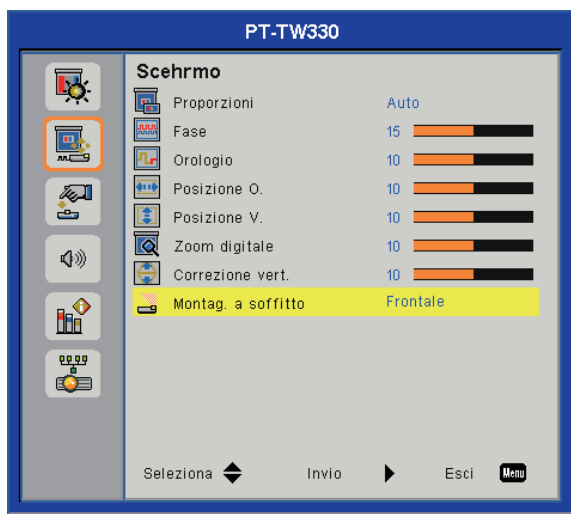 PT-TW330
Scehrmo
Proporzioni Auto
Fase 15
Orologio 10
Posizione O. 10
Posizione V. 10
Zoom digitale 10
Correzione vert. 10
Montag. a soffitto Frontale
Seleziona Invio Esci Menu